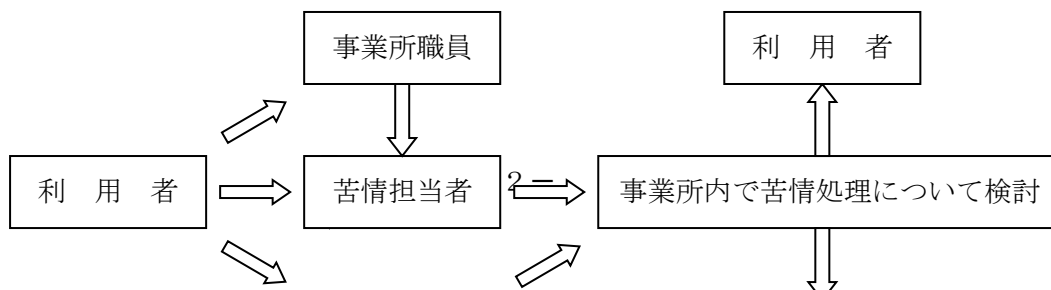 事業所職員
利　用　者
利　用　者
苦情担当者
2－
事業所内で苦情処理について検討